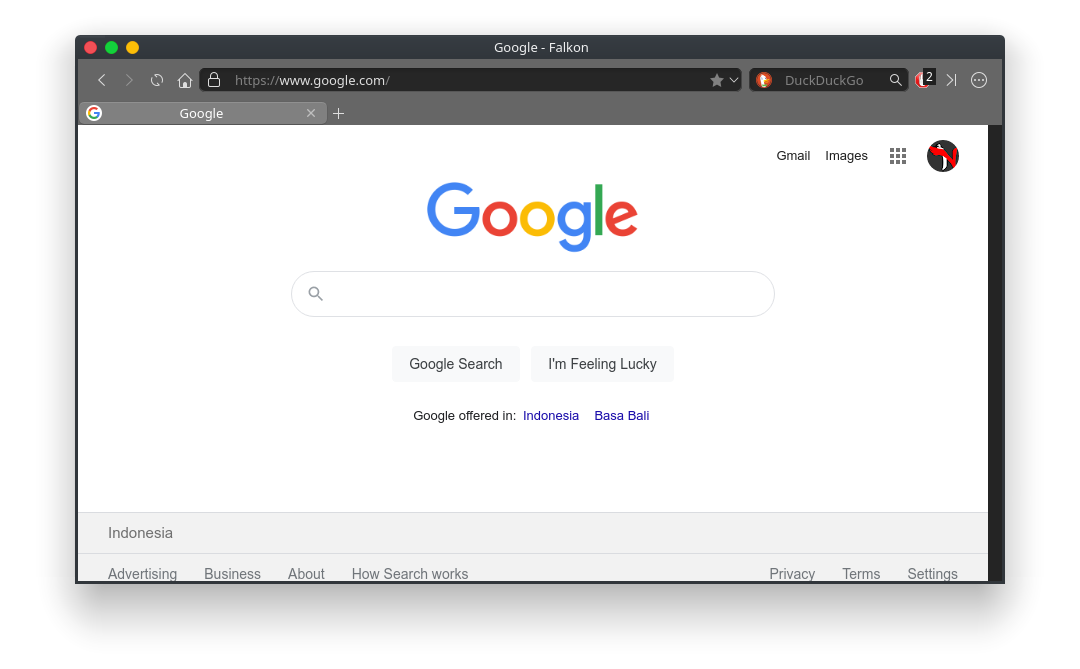 Google - Falkon
https://www.google.com/
DuckDuckGo
2
Google
Gmail Images
Google
Google Search I'm Feeling Lucky
Google offered in: Indonesia Basa Bali
Indonesia
Advertising Business About How Search works Privacy Terms Settings